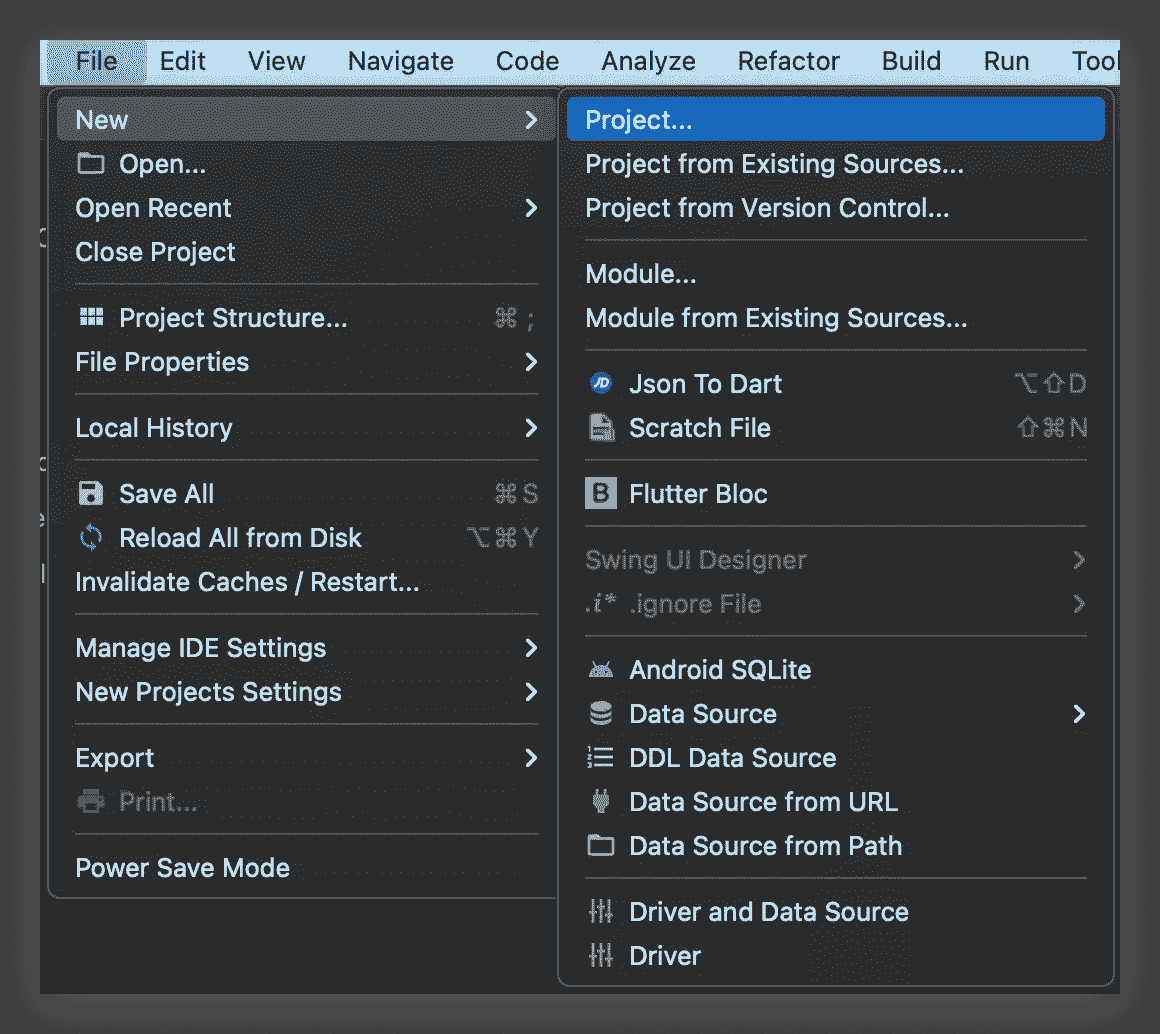 File Edit View Navigate Code Analyze Refactor Build Run Tool
New
Open...
Open Recent
Close Project
Project Structure... ⌘ ;
File Properties
Local History
Save All ⌘ S
Reload All from Disk ⌥⌘Y
Invalidate Caches / Restart...
Manage IDE Settings
New Projects Settings
Export
Print...
Power Save Mode
Project...
Project from Existing Sources...
Project from Version Control...
Module...
Module from Existing Sources...
JD Json To Dart ⌥⇧D
Scratch File ⇧⌘N
B Flutter Bloc
Swing UI Designer
.i* .ignore File
Android SQLite
Data Source
DDL Data Source
Data Source from URL
Data Source from Path
Driver and Data Source
Driver